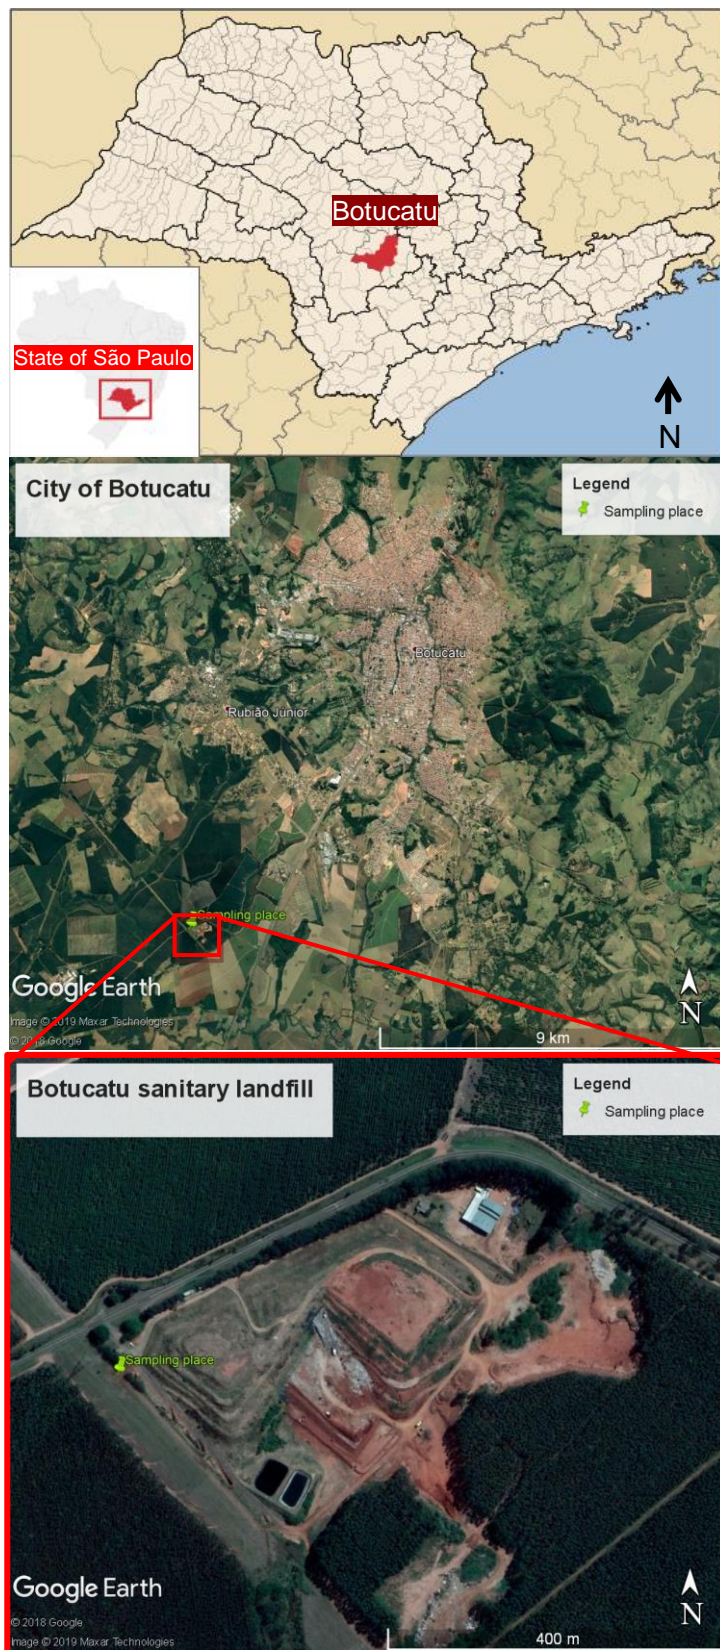 Botucatu
State of São Paulo
N
City of Botucatu
Legend
Sampling place
Botucatu
Rubião Júnior
Sampling place
Google Earth
Image © 2019 Maxar Technologies
© 2018 Google
N
9 km
Botucatu sanitary landfill
Legend
Sampling place
Sampling place
Google Earth
© 2018 Google
Image © 2019 Maxar Technologies
N
400 m